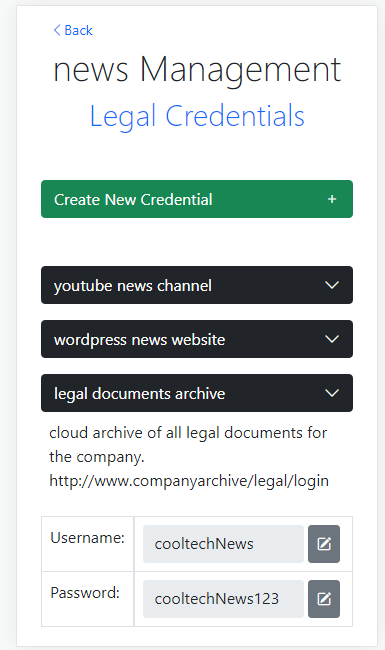 Back
news Management
Legal Credentials
Create New Credential +
youtube news channel
wordpress news website
legal documents archive
cloud archive of all legal documents for
the company.
http://www.companyarchive/legal/login
Username: cooltechNews
Password: cooltechNews123